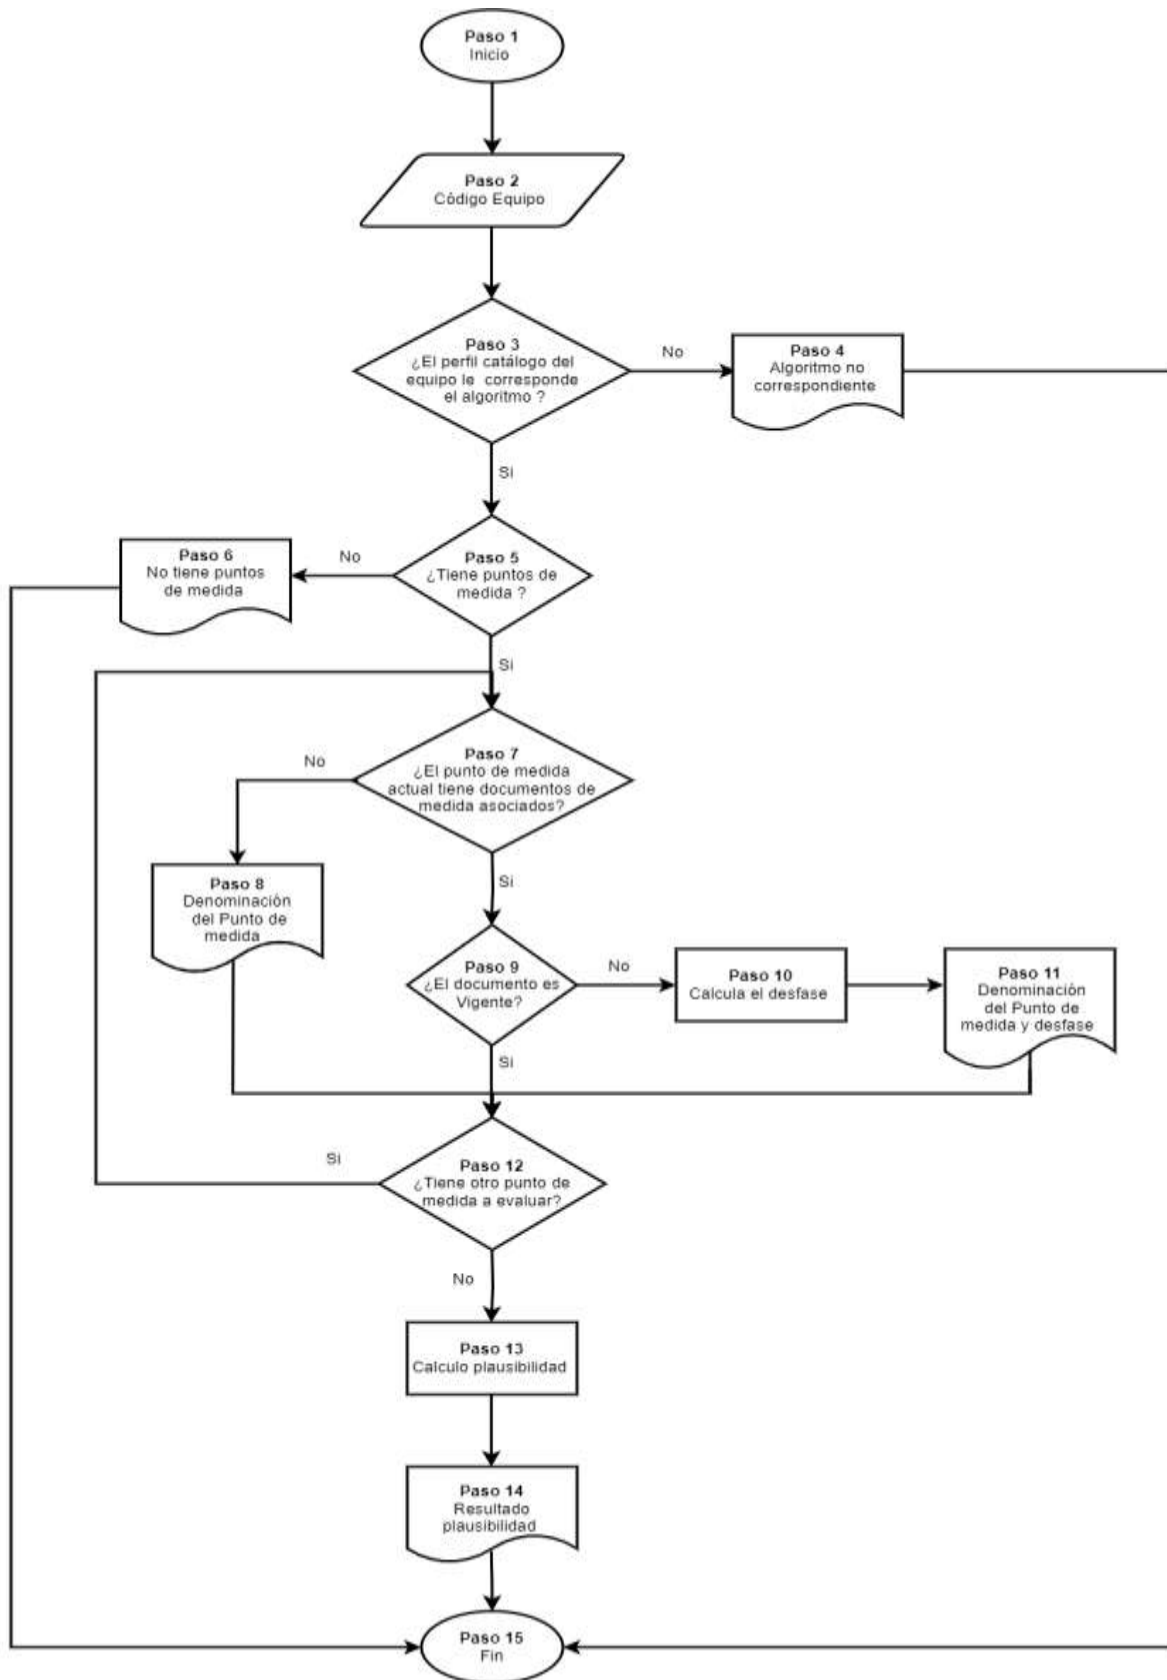 Paso 1
Inicio
Paso 2
Código Equipo
Paso 3
¿El perfil catálogo del
equipo le corresponde
el algoritmo ?
No
Paso 4
Algoritmo no
correspondiente
Si
Paso 5
¿Tiene puntos de
medida ?
No
Paso 6
No tiene puntos
de medida
Si
Paso 7
¿El punto de medida
actual tiene documentos de
medida asociados?
No
Paso 8
Denominación
del Punto de
medida
Si
Paso 9
¿El documento es
Vigente?
No
Paso 10
Calcula el desfase
Paso 11
Denominación
del Punto de
medida y desfase
Si
Paso 12
¿Tiene otro punto de
medida a evaluar?
Si
No
Paso 13
Calculo plausibilidad
Paso 14
Resultado
plausibilidad
Paso 15
Fin